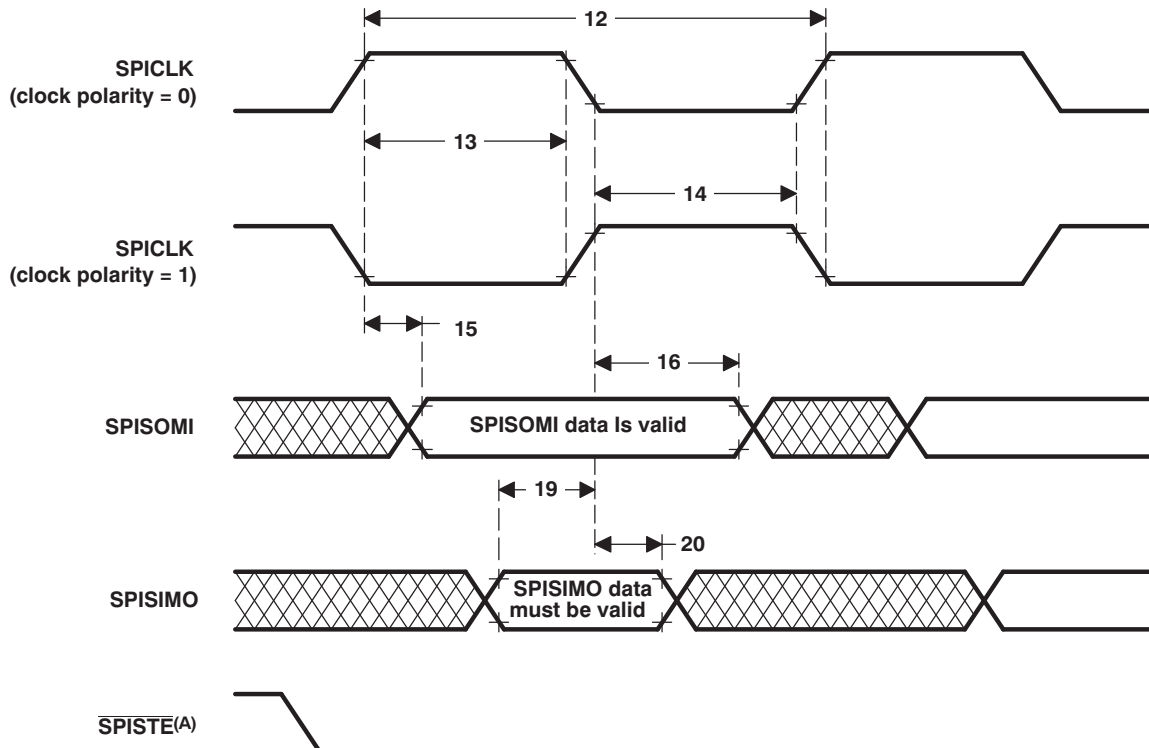 12
SPICLK
(clock polarity = 0)
13
14
SPICLK
(clock polarity = 1)
15
16
SPISOMI
SPISOMI data Is valid
19
20
SPISIMO
SPISIMO data
must be valid
SPISTE(A)